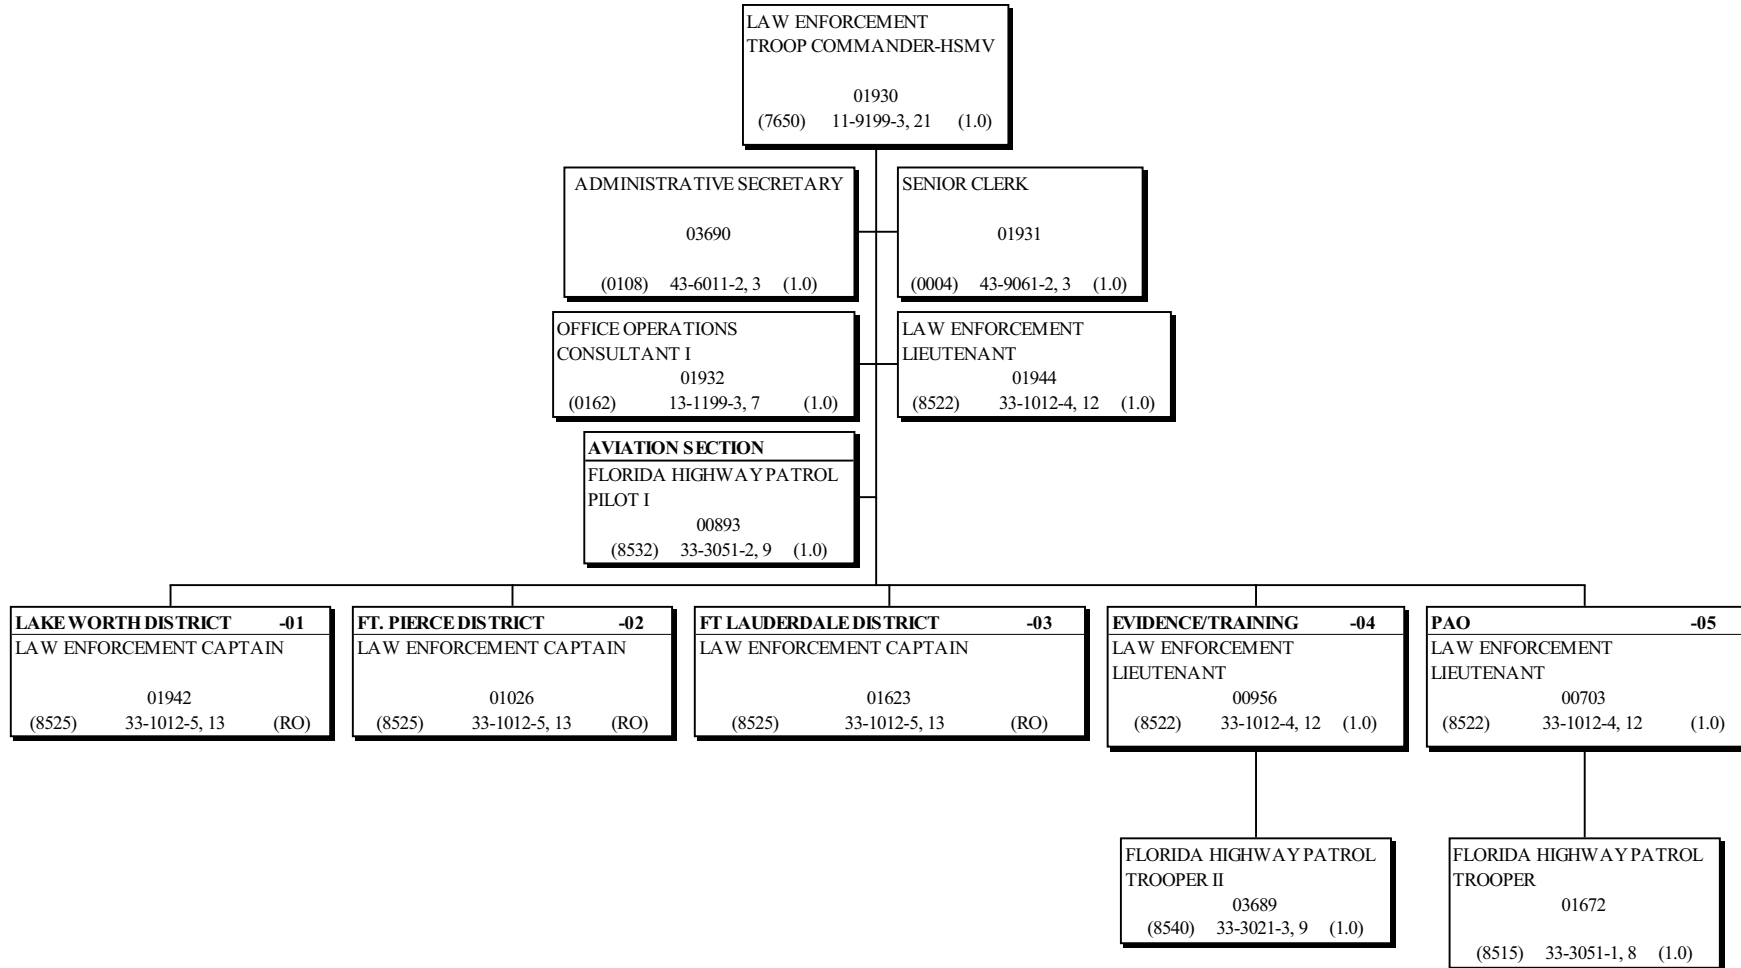 LAW ENFORCEMENT
TROOP COMMANDER-HSMV
01930
(7650) 11-9199-3, 21 (1.0)
ADMINISTRATIVE SECRETARY
03690
(0108) 43-6011-2, 3 (1.0)
SENIOR CLERK
01931
(0004) 43-9061-2, 3 (1.0)
OFFICE OPERATIONS
CONSULTANT I
01932
(0162) 13-1199-3, 7 (1.0)
LAW ENFORCEMENT
LIEUTENANT
01944
(8522) 33-1012-4, 12 (1.0)
AVIATION SECTION
FLORIDA HIGHWAY PATROL
PILOT I
00893
(8532) 33-3051-2, 9 (1.0)
LAKE WORTH DISTRICT -01
LAW ENFORCEMENT CAPTAIN
01942
(8525) 33-1012-5, 13 (RO)
FT. PIERCE DISTRICT -02
LAW ENFORCEMENT CAPTAIN
01026
(8525) 33-1012-5, 13 (RO)
FT LAUDERDALE DISTRICT -03
LAW ENFORCEMENT CAPTAIN
01623
(8525) 33-1012-5, 13 (RO)
EVIDENCE/TRAINING -04
LAW ENFORCEMENT
LIEUTENANT
00956
(8522) 33-1012-4, 12 (1.0)
PAO -05
LAW ENFORCEMENT
LIEUTENANT
00703
(8522) 33-1012-4, 12 (1.0)
FLORIDA HIGHWAY PATROL
TROOPER II
03689
(8540) 33-3021-3, 9 (1.0)
FLORIDA HIGHWAY PATROL
TROOPER
01672
(8515) 33-3051-1, 8 (1.0)